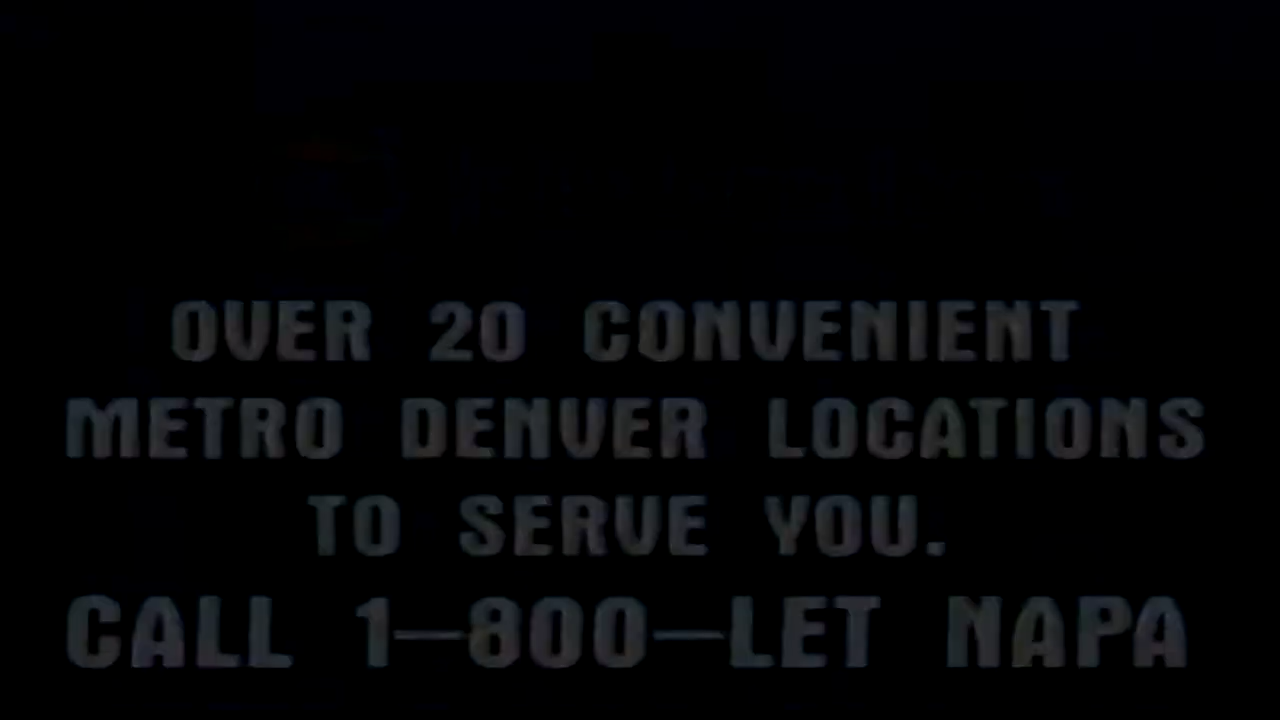 OVER 20 CONVENIENT
METRO DENVER LOCATIONS
TO SERVE YOU.
CALL 1-800-LET NAPA